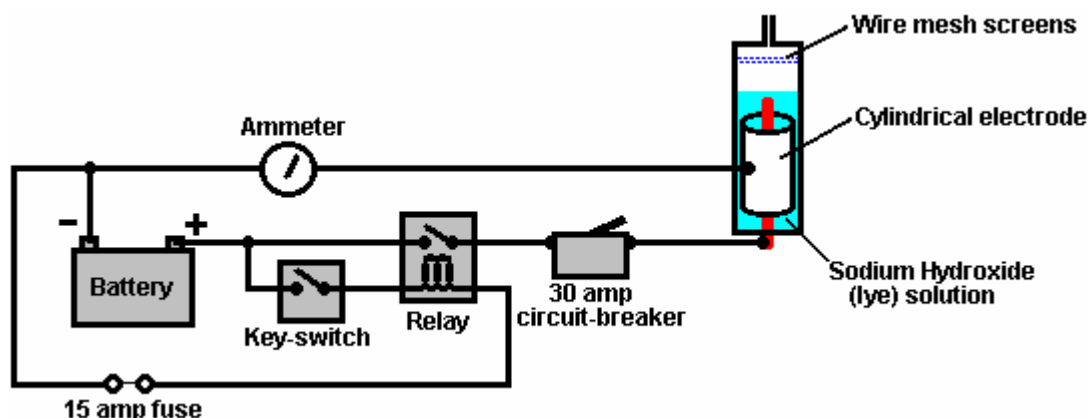 Wire mesh screens
Ammeter
Cylindrical electrode
- +
Battery
Key-switch
Relay
30 amp
circuit-breaker
Sodium Hydroxide
(lye) solution
15 amp fuse